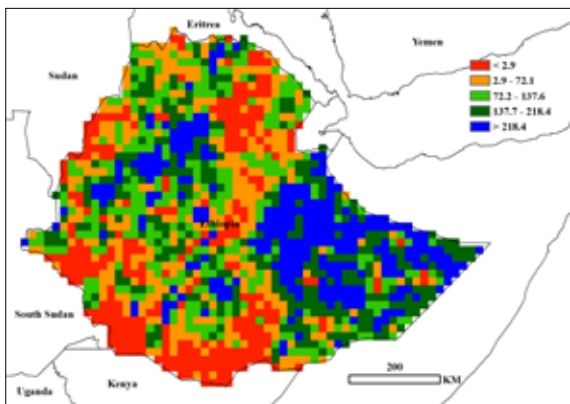 Eritrea
Yemen
Sudan
< 2.9
2.9 - 72.1
72.2 - 137.6
137.7 - 218.4
> 218.4
Ethiopia
South Sudan
200
KM
Uganda
Kenya